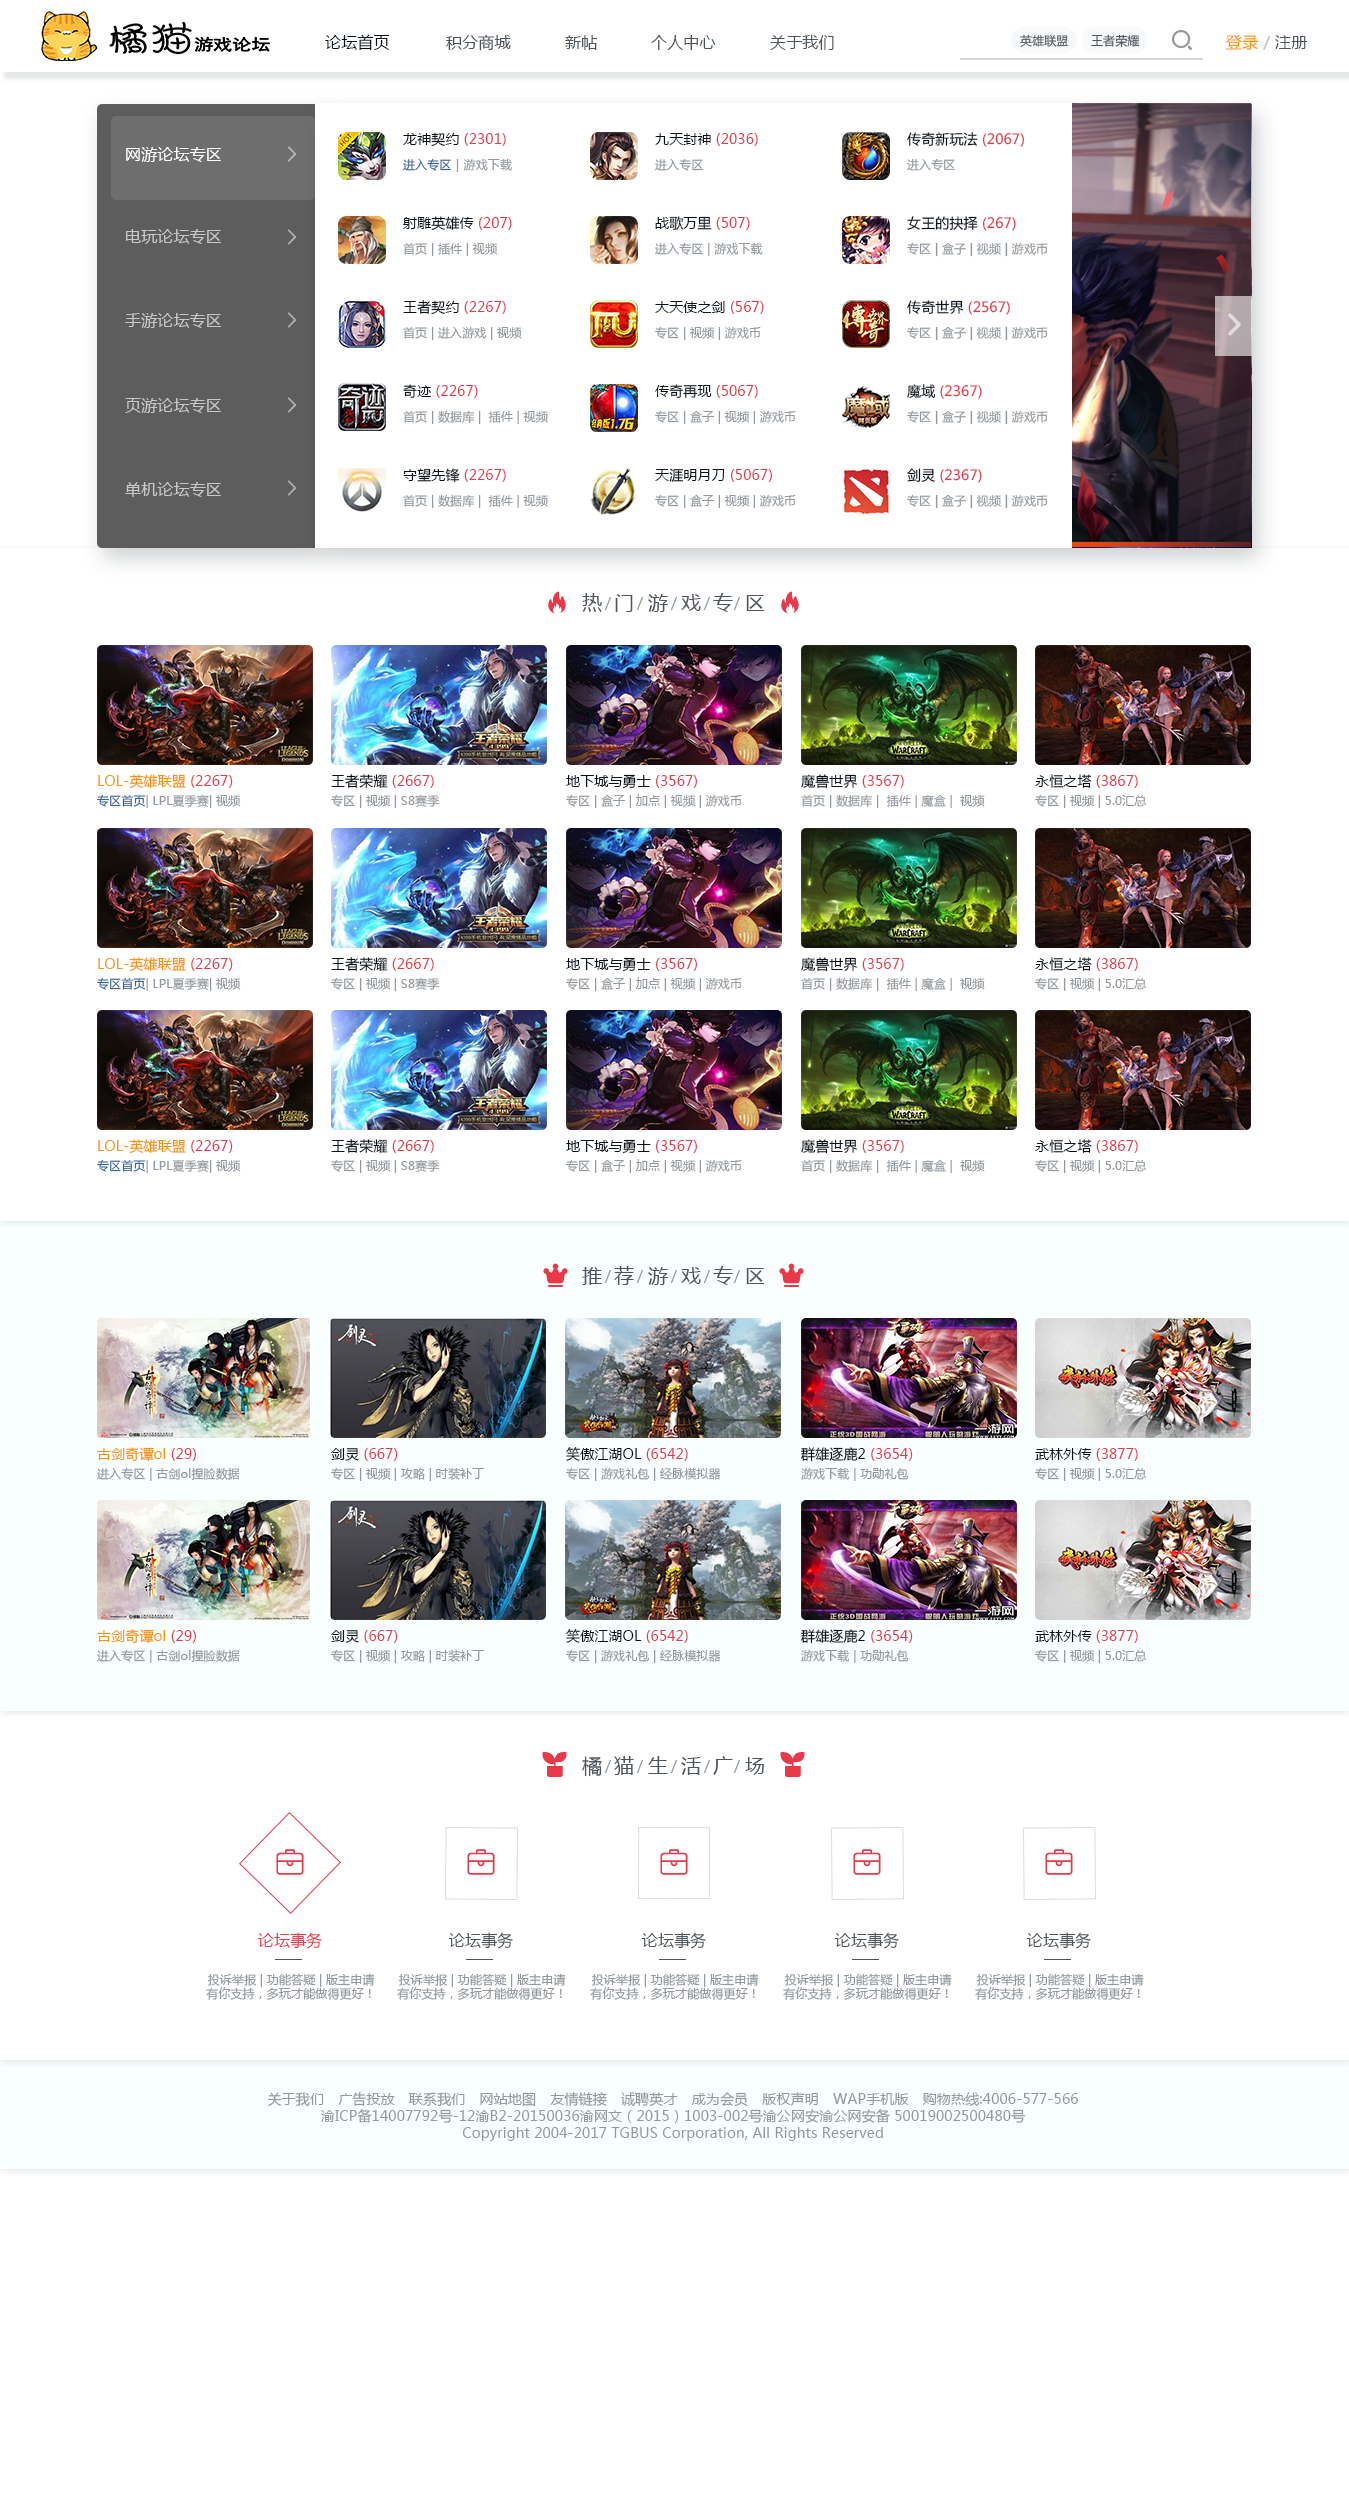 橘猫游戏论坛 论坛首页 积分商城 新帖 个人中心 关于我们 英雄联盟 王者荣耀 登录 / 注册
网游论坛专区
电玩论坛专区
手游论坛专区
页游论坛专区
单机论坛专区
龙神契约 (2301) 九天封神 (2036) 传奇新玩法 (2067)
进入专区 | 游戏下载 进入专区 进入专区
射雕英雄传 (207) 战歌万里 (507) 女王的抉择 (267)
首页 | 插件 | 视频 进入专区 | 游戏下载 专区 | 盒子 | 视频 | 游戏币
王者契约 (2267) 大天使之剑 (567) 传奇世界 (2567)
首页 | 进入游戏 | 视频 专区 | 视频 | 游戏币 专区 | 盒子 | 视频 | 游戏币
奇迹 (2267) 传奇再现 (5067) 魔域 (2367)
首页 | 数据库 | 插件 | 视频 专区 | 盒子 | 视频 | 游戏币 专区 | 盒子 | 视频 | 游戏币
守望先锋 (2267) 天涯明月刀 (5067) 剑灵 (2367)
首页 | 数据库 | 插件 | 视频 专区 | 盒子 | 视频 | 游戏币 专区 | 盒子 | 视频 | 游戏币
热/门/游/戏/专/区
LOL-英雄联盟 (2267) 王者荣耀 (2667) 地下城与勇士 (3567) 魔兽世界 (3567) 永恒之塔 (3867)
专区首页| LPL夏季赛| 视频 专区 | 视频 | S8赛季 专区 | 盒子 | 加点 | 视频 | 游戏币 首页 | 数据库 | 插件 | 魔盒 | 视频 专区 | 视频 | 5.0汇总
LOL-英雄联盟 (2267) 王者荣耀 (2667) 地下城与勇士 (3567) 魔兽世界 (3567) 永恒之塔 (3867)
专区首页| LPL夏季赛| 视频 专区 | 视频 | S8赛季 专区 | 盒子 | 加点 | 视频 | 游戏币 首页 | 数据库 | 插件 | 魔盒 | 视频 专区 | 视频 | 5.0汇总
LOL-英雄联盟 (2267) 王者荣耀 (2667) 地下城与勇士 (3567) 魔兽世界 (3567) 永恒之塔 (3867)
专区首页| LPL夏季赛| 视频 专区 | 视频 | S8赛季 专区 | 盒子 | 加点 | 视频 | 游戏币 首页 | 数据库 | 插件 | 魔盒 | 视频 专区 | 视频 | 5.0汇总
推/荐/游/戏/专/区
古剑奇谭ol (29) 剑灵 (667) 笑傲江湖OL (6542) 群雄逐鹿2 (3654) 武林外传 (3877)
进入专区 | 古剑ol捏脸数据 专区 | 视频 | 攻略 | 时装补丁 专区 | 游戏礼包 | 经脉模拟器 游戏下载 | 功勋礼包 专区 | 视频 | 5.0汇总
古剑奇谭ol (29) 剑灵 (667) 笑傲江湖OL (6542) 群雄逐鹿2 (3654) 武林外传 (3877)
进入专区 | 古剑ol捏脸数据 专区 | 视频 | 攻略 | 时装补丁 专区 | 游戏礼包 | 经脉模拟器 游戏下载 | 功勋礼包 专区 | 视频 | 5.0汇总
橘/猫/生/活/广/场
论坛事务 论坛事务 论坛事务 论坛事务 论坛事务
投诉举报 | 功能答疑 | 版主申请 投诉举报 | 功能答疑 | 版主申请 投诉举报 | 功能答疑 | 版主申请 投诉举报 | 功能答疑 | 版主申请 投诉举报 | 功能答疑 | 版主申请
有你支持，多玩才能做得更好！ 有你支持，多玩才能做得更好！ 有你支持，多玩才能做得更好！ 有你支持，多玩才能做得更好！ 有你支持，多玩才能做得更好！
关于我们 广告投放 联系我们 网站地图 友情链接 诚聘英才 成为会员 版权声明 WAP手机版 购物热线:4006-577-566
渝ICP备14007792号-12渝B2-20150036渝网文（2015）1003-002号渝公网安渝公网安备 50019002500480号
Copyright 2004-2017 TGBUS Corporation, All Rights Reserved